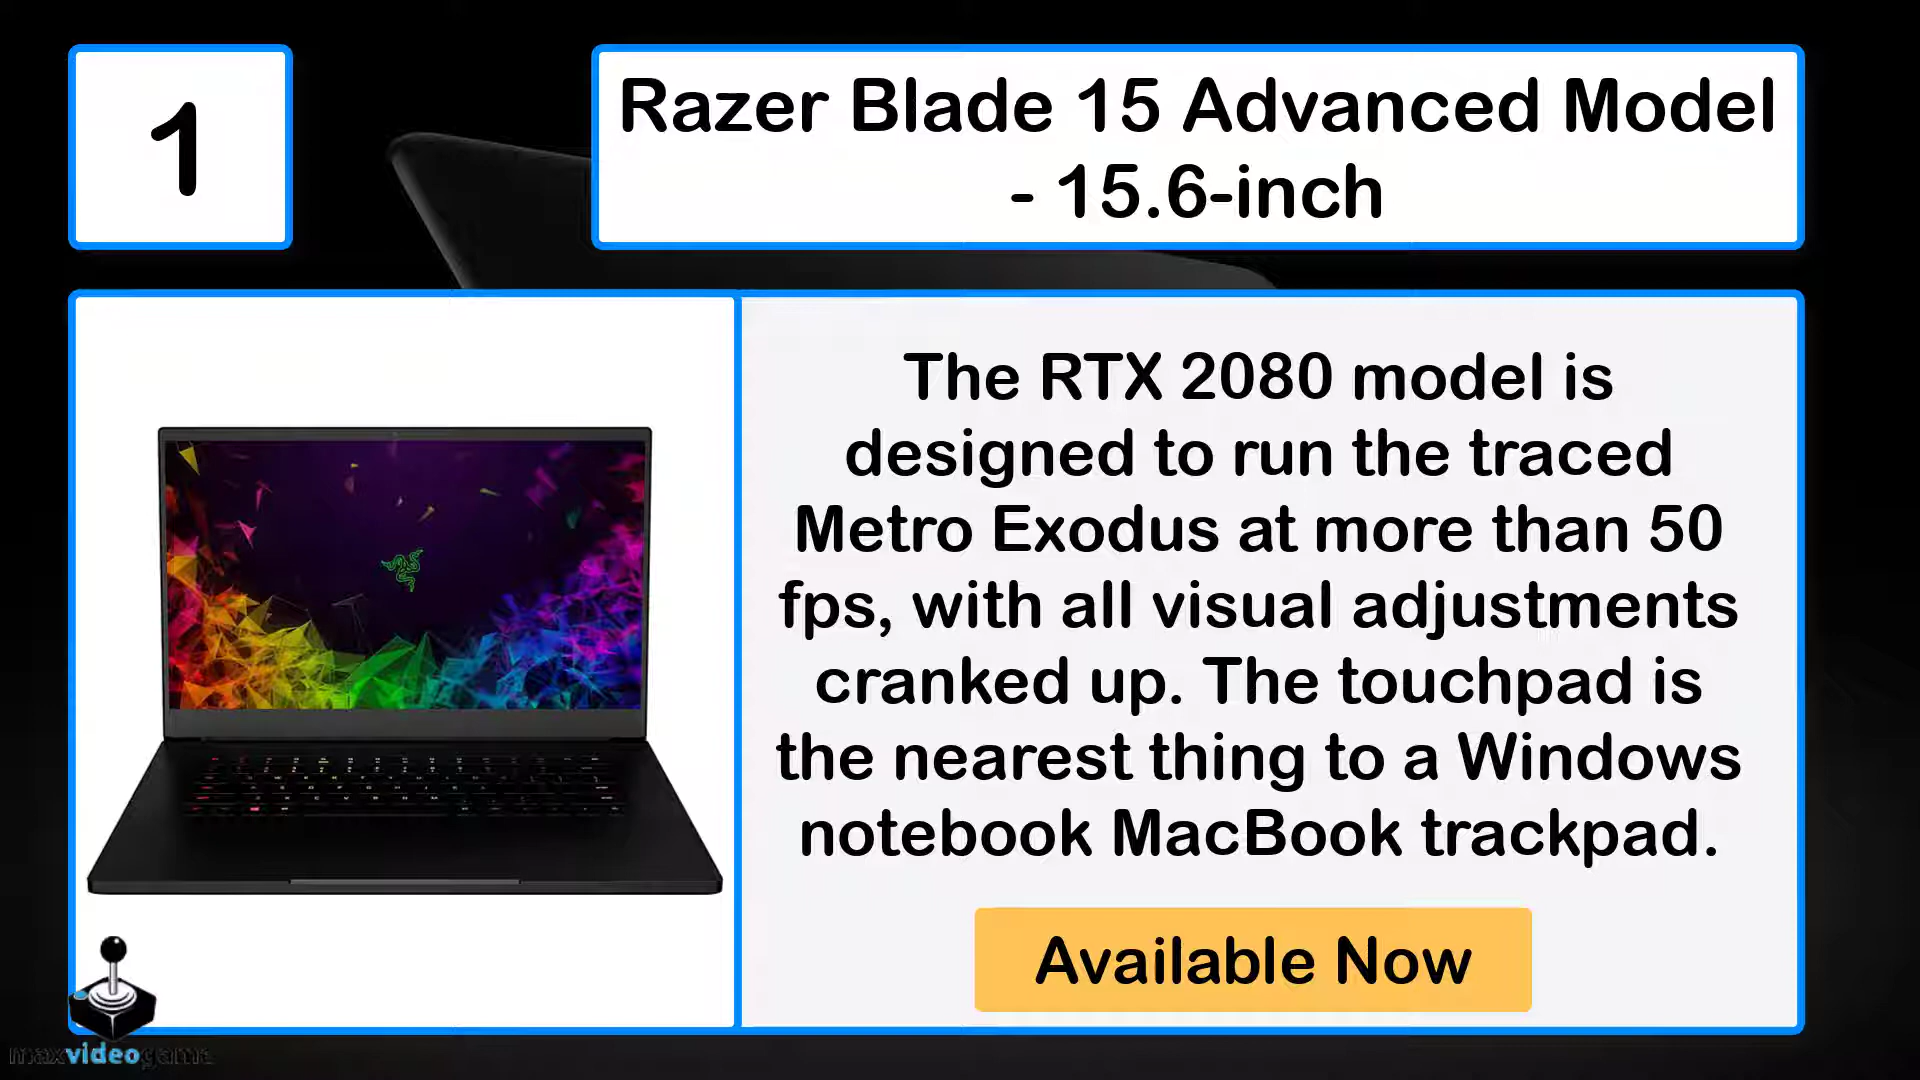 1
Razer Blade 15 Advanced Model
- 15.6-inch
The RTX 2080 model is
designed to run the traced
Metro Exodus at more than 50
fps, with all visual adjustments
cranked up. The touchpad is
the nearest thing to a Windows
notebook MacBook trackpad.
Available Now
maxvideogame